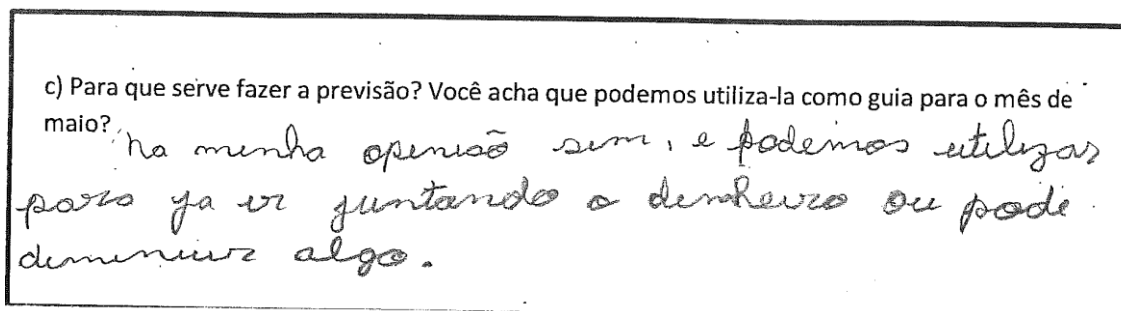 c) Para que serve fazer a previsão? Você acha que podemos utiliza-la como guia para o mês de
maio?
na minha openião sim, e podemos utilizar
para ja ir juntando o dinheiro ou pode
diminuir algo.